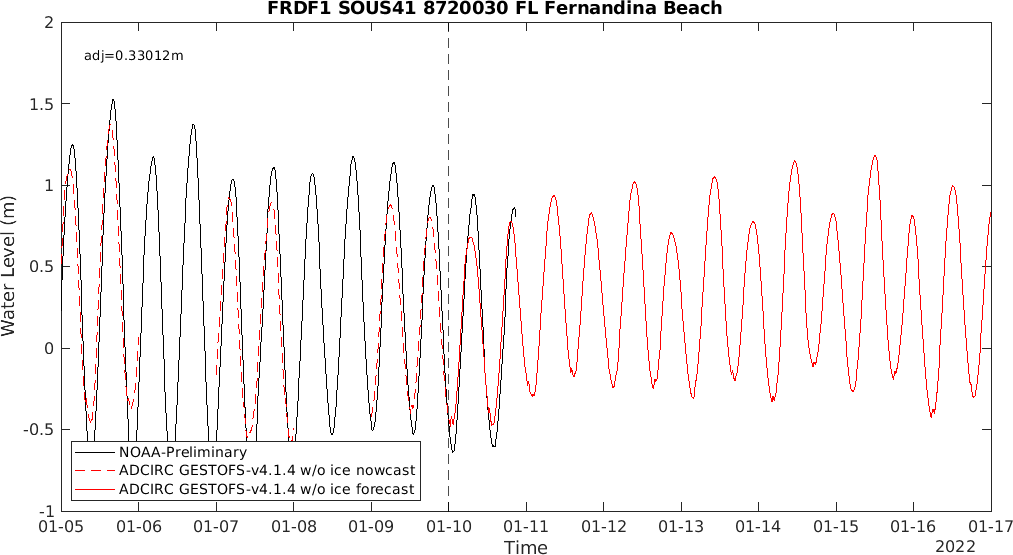 FRDF1 SOUS41 8720030 FL Fernandina Beach
adj=0.33012m
Water Level (m)
2
1.5
1
0.5
0
-0.5
-1
NOAA-Preliminary
ADCIRC GESTOFS-v4.1.4 w/o ice nowcast
ADCIRC GESTOFS-v4.1.4 w/o ice forecast
01-05 01-06 01-07 01-08 01-09 01-10 01-11 01-12 01-13 01-14 01-15 01-16 01-17
Time
2022